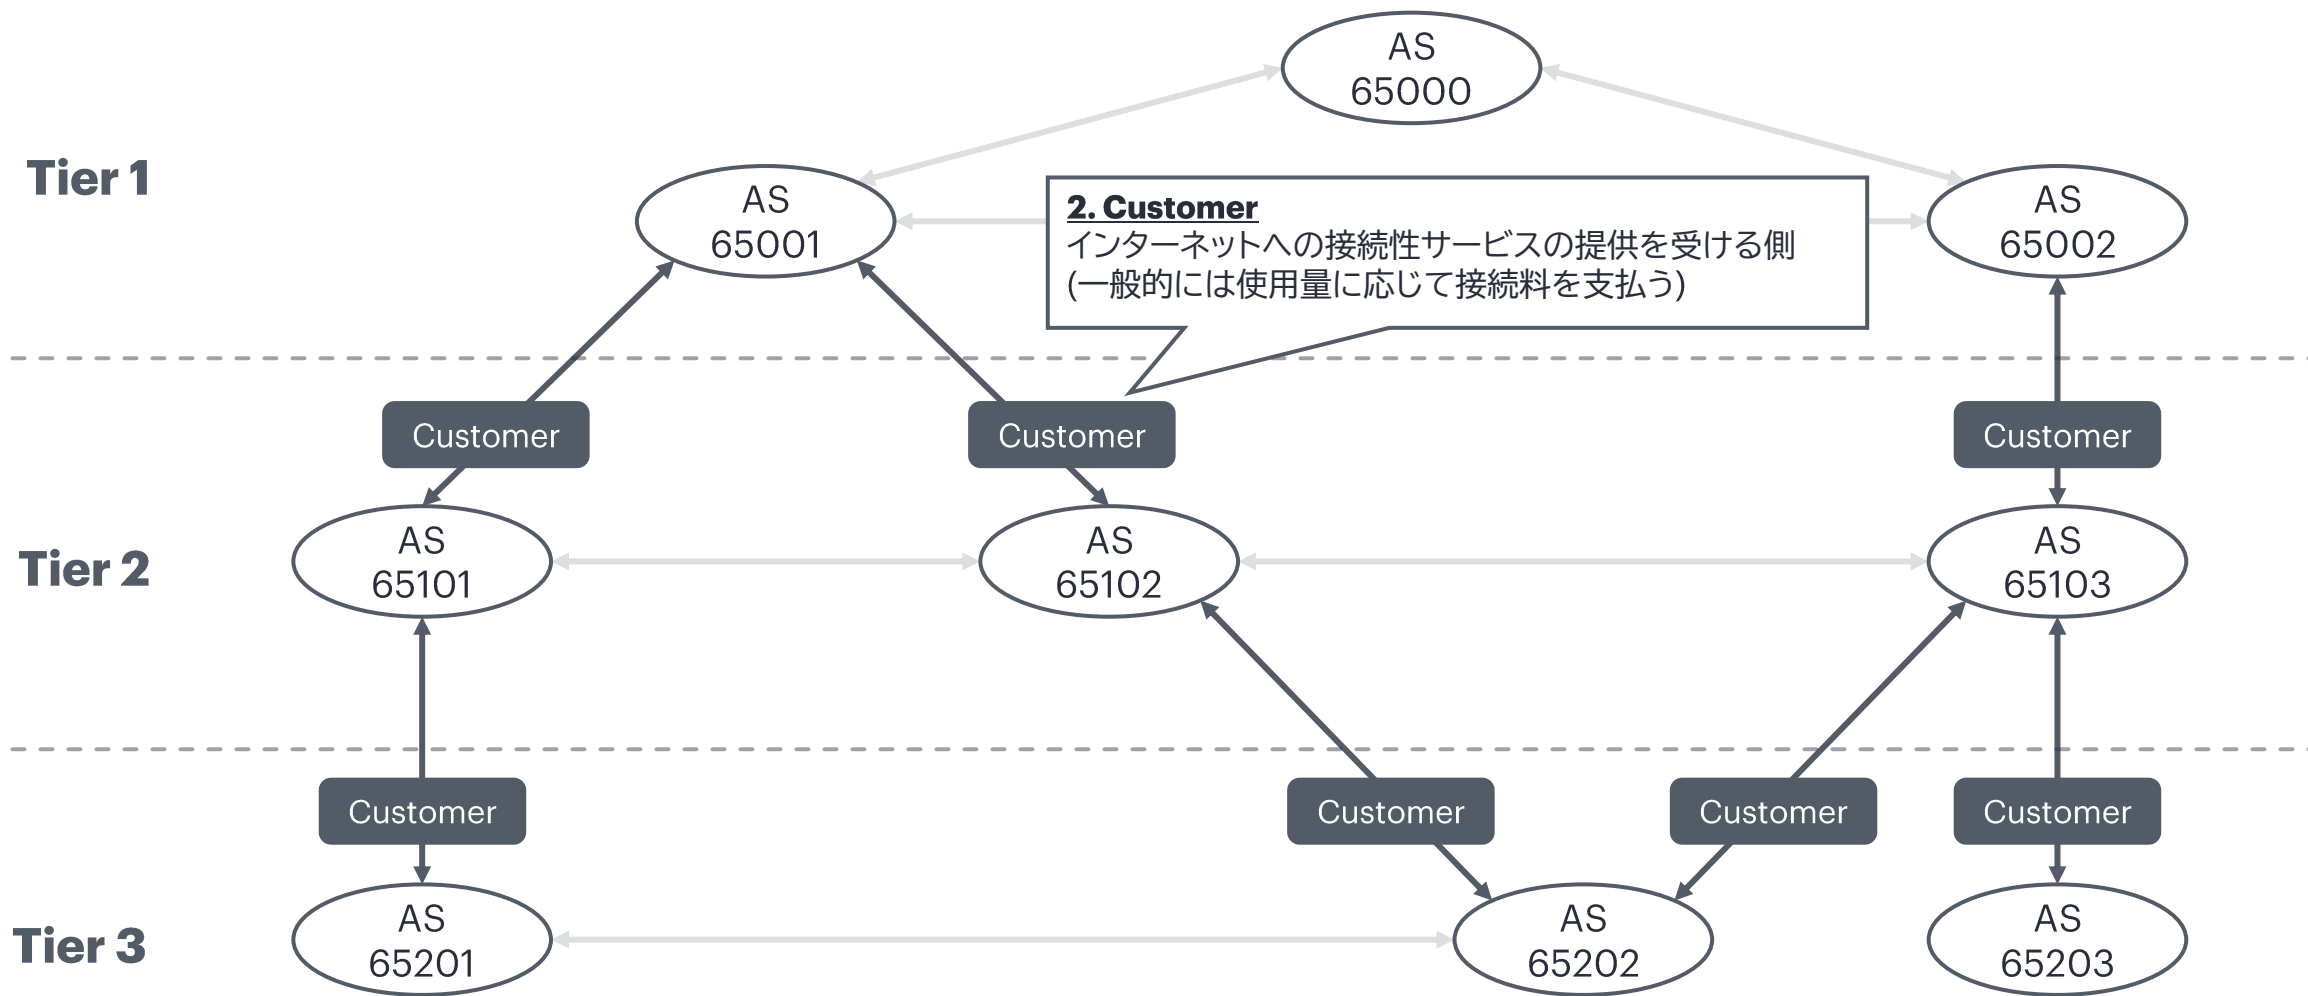 AS
65000
Tier 1
AS
65001
2. Customer
インターネットへの接続性サービスの提供を受ける側
(一般的には使用量に応じて接続料を支払う)
AS
65002
Customer
Customer
Customer
Tier 2
AS
65101
AS
65102
AS
65103
Customer
Customer
Customer
Customer
Tier 3
AS
65201
AS
65202
AS
65203